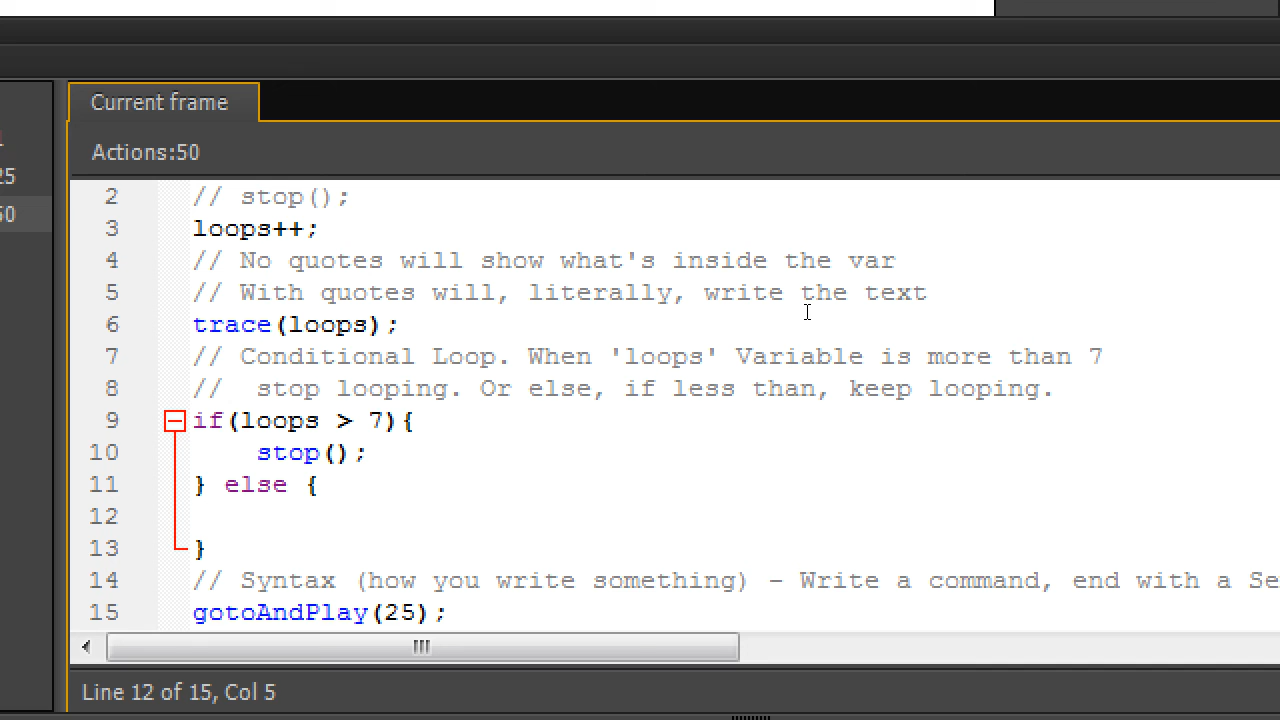 Current frame
Actions:50
25
50
2 // stop();
3 loops++;
4 // No quotes will show what's inside the var
5 // With quotes will, literally, write the text
6 trace(loops);
7 // Conditional Loop. When 'loops' Variable is more than 7
8 //  stop looping. Or else, if less than, keep looping.
9 if(loops > 7){
10 stop();
11 } else {
12
13 }
14 // Syntax (how you write something) - Write a command, end with a Se
15 gotoAndPlay(25);
Line 12 of 15, Col 5